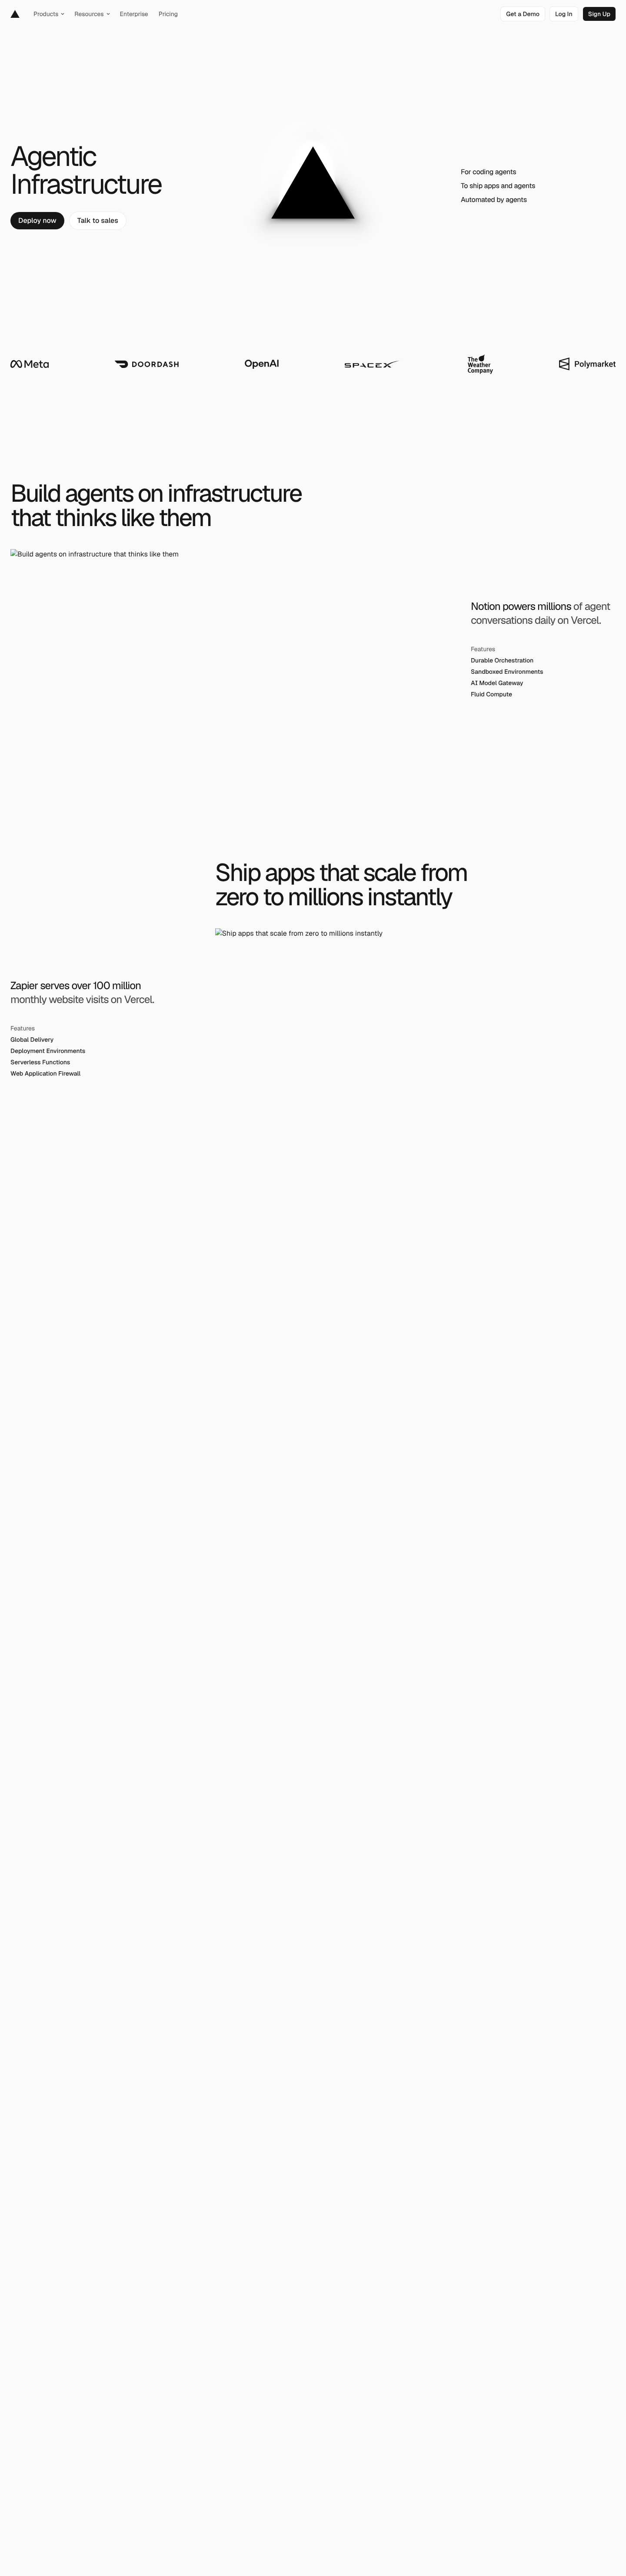 Products
Resources
Enterprise
Pricing
Get a Demo
Log In
Sign Up
Agentic
Infrastructure
Deploy now
Talk to sales
For coding agents
To ship apps and agents
Automated by agents
Meta
DOORDASH
OpenAI
SPACEX
The
Weather
Company
Polymarket
Build agents on infrastructure
that thinks like them
Build agents on infrastructure that thinks like them
Notion powers millions of agent
conversations daily on Vercel.
Features
Durable Orchestration
Sandboxed Environments
AI Model Gateway
Fluid Compute
Ship apps that scale from
zero to millions instantly
Ship apps that scale from zero to millions instantly
Zapier serves over 100 million
monthly website visits on Vercel.
Features
Global Delivery
Deployment Environments
Serverless Functions
Web Application Firewall